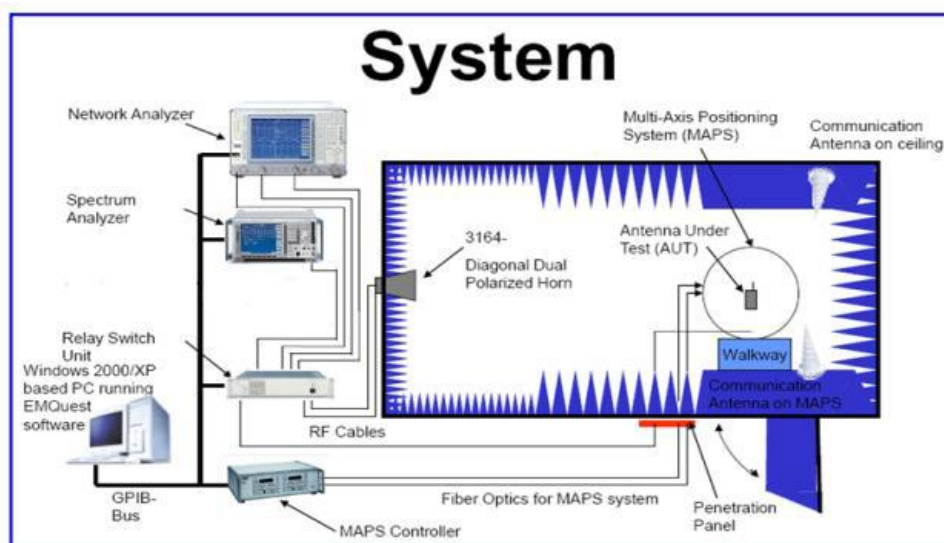 System
Network Analyzer
Spectrum
Analyzer
Relay Switch
Unit
Windows 2000/XP
based PC running
EMQuest
software
GPIB-
Bus
MAPS Controller
RF Cables
Fiber Optics for MAPS system
3164-
Diagonal Dual
Polarized Horn
Multi-Axis Positioning
System (MAPS)
Communication
Antenna on ceiling
Antenna Under
Test (AUT)
Walkway
Communication
Antenna on MAPS
Penetration
Panel